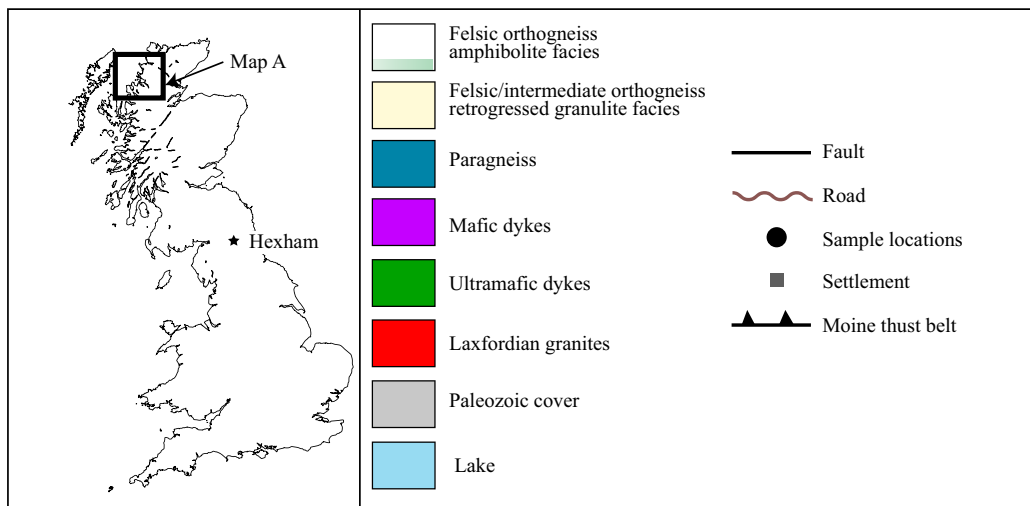 Map A
Hexham
Felsic orthogneiss
amphibolite facies
Felsic/intermediate orthogneiss
retrogressed granulite facies
Paragneiss
Mafic dykes
Ultramafic dykes
Laxfordian granites
Paleozoic cover
Lake
Fault
Road
Sample locations
Settlement
Moine thust belt